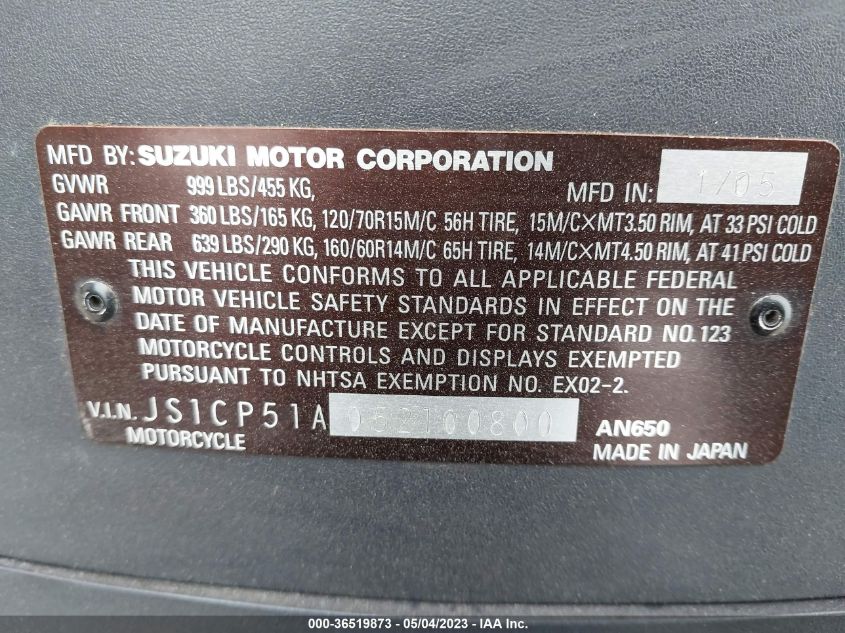 MFD BY: SUZUKI MOTOR CORPORATION
GVWR 999 LBS/455 KG, MFD IN: 1/05
GAWR FRONT 360 LBS/165 KG, 120/70R15M/C 56H TIRE, 15M/C×MT3.50 RIM, AT 33 PSI COLD
GAWR REAR 639 LBS/290 KG, 160/60R14M/C 65H TIRE, 14M/C×MT4.50 RIM, AT 41 PSI COLD
THIS VEHICLE CONFORMS TO ALL APPLICABLE FEDERAL
MOTOR VEHICLE SAFETY STANDARDS IN EFFECT ON THE
DATE OF MANUFACTURE EXCEPT FOR STANDARD NO. 123
MOTORCYCLE CONTROLS AND DISPLAYS EXEMPTED
PURSUANT TO NHTSA EXEMPTION NO. EX02-2.
V.I.N. JS1CP51A052100800 AN650
MOTORCYCLE MADE IN JAPAN
000-36519873 - 05/04/2023 - IAA Inc.